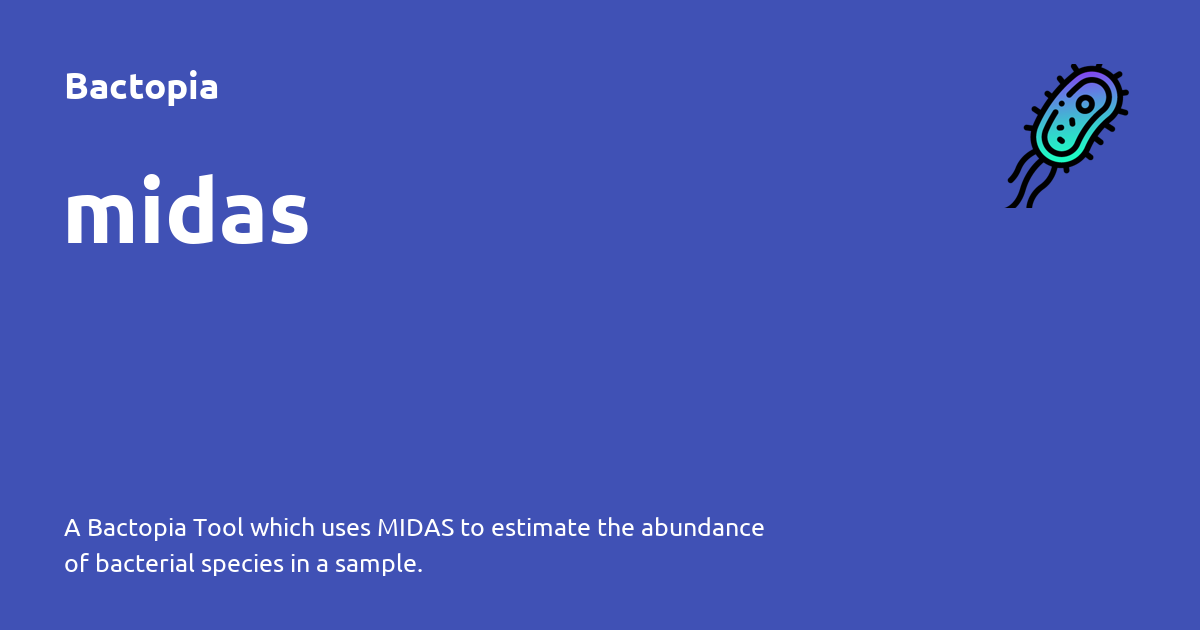 Bactopia
midas
A Bactopia Tool which uses MIDAS to estimate the abundance
of bacterial species in a sample.